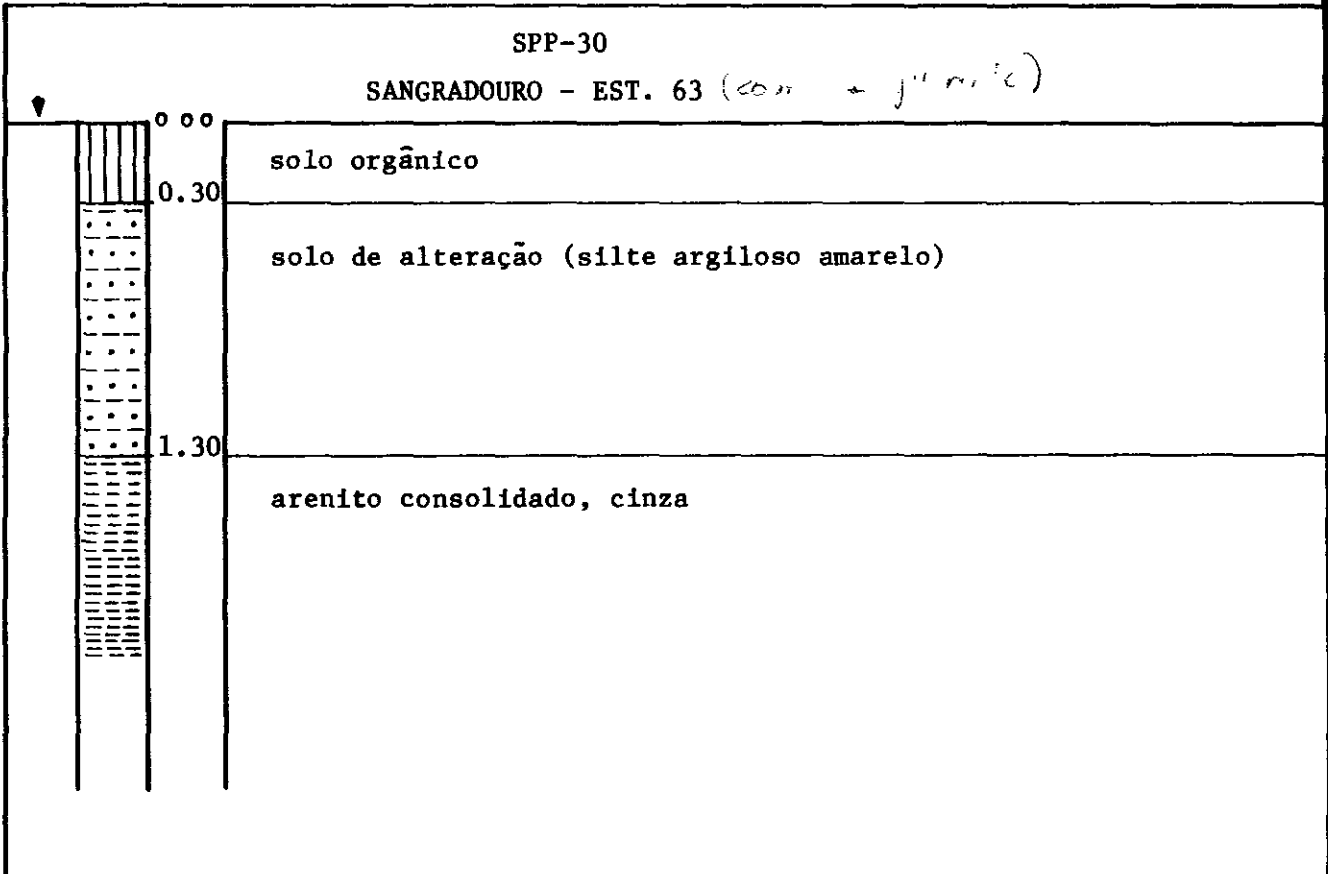 SPP-30
SANGRADOURO - EST. 63
0 00
solo orgânico
0.30
solo de alteração (silte argiloso amarelo)
1.30
arenito consolidado, cinza